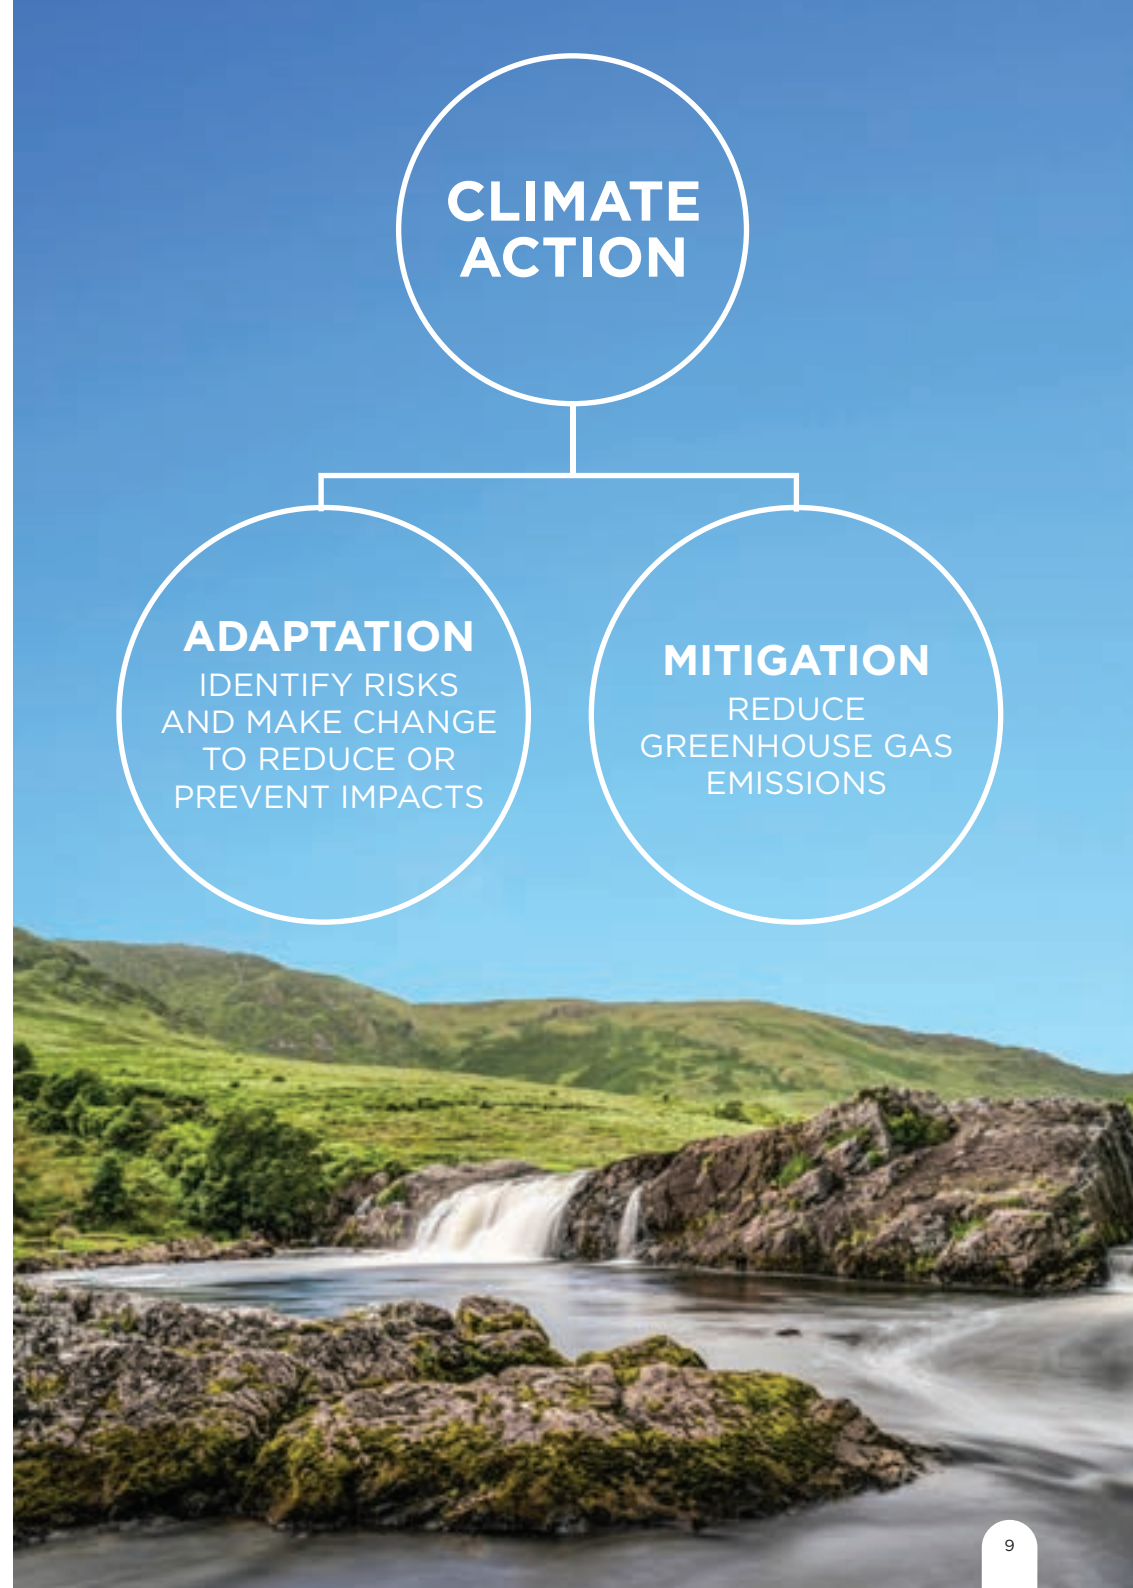 CLIMATE
ACTION
ADAPTATION
IDENTIFY RISKS
AND MAKE CHANGE
TO REDUCE OR
PREVENT IMPACTS
MITIGATION
REDUCE
GREENHOUSE GAS
EMISSIONS
9